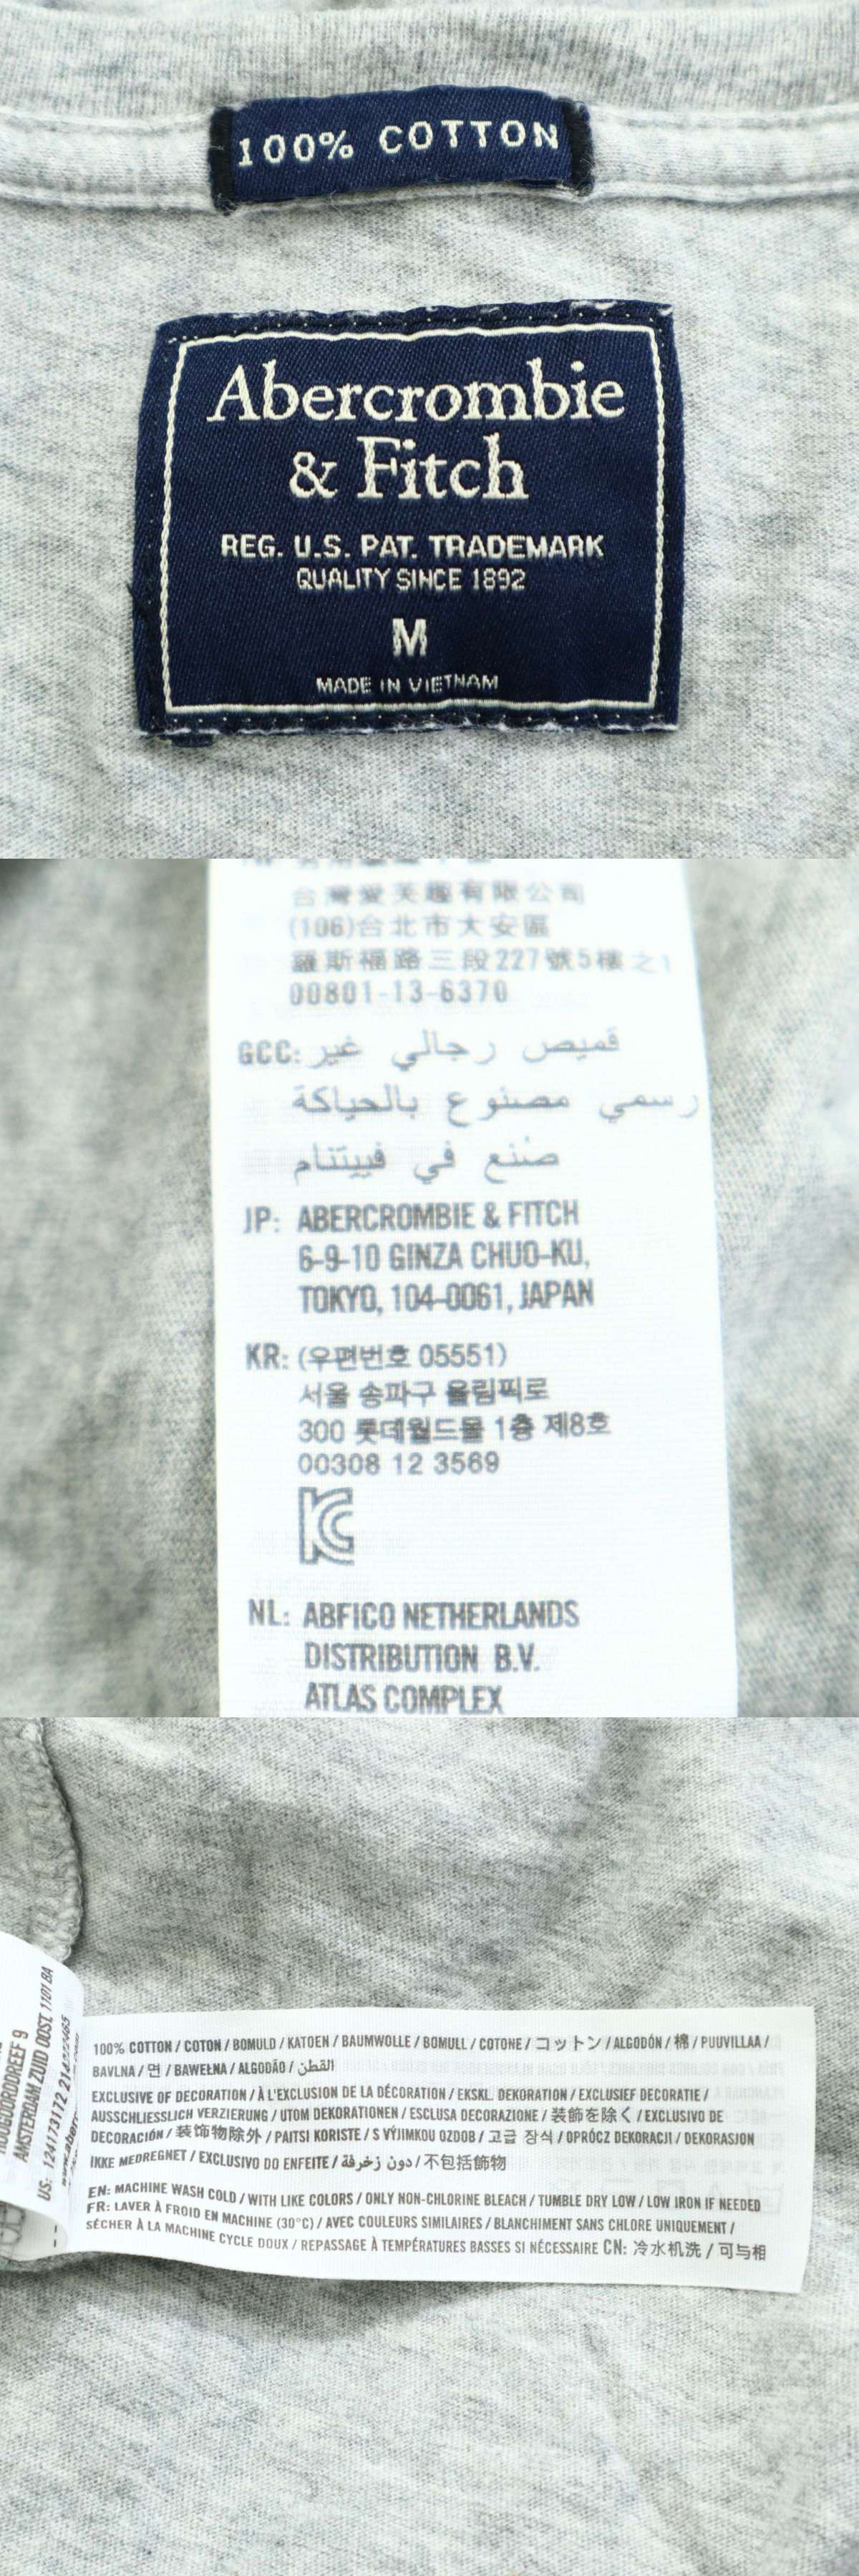 100% COTTON
Abercrombie
& Fitch
REG. U.S. PAT. TRADEMARK
QUALITY SINCE 1892
M
MADE IN VIETNAM
台灣愛芙趣有限公司
(106)台北市大安區
羅斯福路三段227號5樓之1
00801-13-6370
GCC: قميص رجالي غير
رسمي مصنوع بالحياكة
صنع في فييتنام
JP: ABERCROMBIE & FITCH
6-9-10 GINZA CHUO-KU,
TOKYO, 104-0061, JAPAN
KR: (우편번호 05551)
서울 송파구 올림픽로
300 롯데월드몰 1층 제8호
00308 12 3569
NL: ABFICO NETHERLANDS
DISTRIBUTION B.V.
ATLAS COMPLEX
HOOGOORDDREEF 9
AMSTERDAM ZUID OOST, 1101 BA
US: 124173172
100% COTTON / COTON / BOMULD / KATOEN / BAUMWOLLE / BOMULL / COTONE / コットン / ALGODÓN / 棉 / PUUVILLAA /
BAVLNA / 면 / BAWEŁNA / ALGODÃO / القطن
EXCLUSIVE OF DECORATION / À L'EXCLUSION DE LA DÉCORATION / EKSKL. DEKORATION / EXCLUSIEF DECORATIE /
AUSSCHLIESSLICH VERZIERUNG / UTOM DEKORATIONEN / ESCLUSA DECORAZIONE / 装飾を除く / EXCLUSIVO DE
DECORACIÓN / 装饰物除外 / PAITSI KORISTE / S VÝJIMKOU OZDOB / 고급 장식 / OPRÓCZ DEKORACJI / DEKORASJON
IKKE MEDREGNET / EXCLUSIVO DO ENFEITE / دون زخرفة / 不包括飾物
EN: MACHINE WASH COLD / WITH LIKE COLORS / ONLY NON-CHLORINE BLEACH / TUMBLE DRY LOW / LOW IRON IF NEEDED
FR: LAVER À FROID EN MACHINE (30°C) / AVEC COULEURS SIMILAIRES / BLANCHIMENT SANS CHLORE UNIQUEMENT /
SÉCHER À LA MACHINE CYCLE DOUX / REPASSAGE À TEMPÉRATURES BASSES SI NÉCESSAIRE CN: 冷水机洗 / 可与相